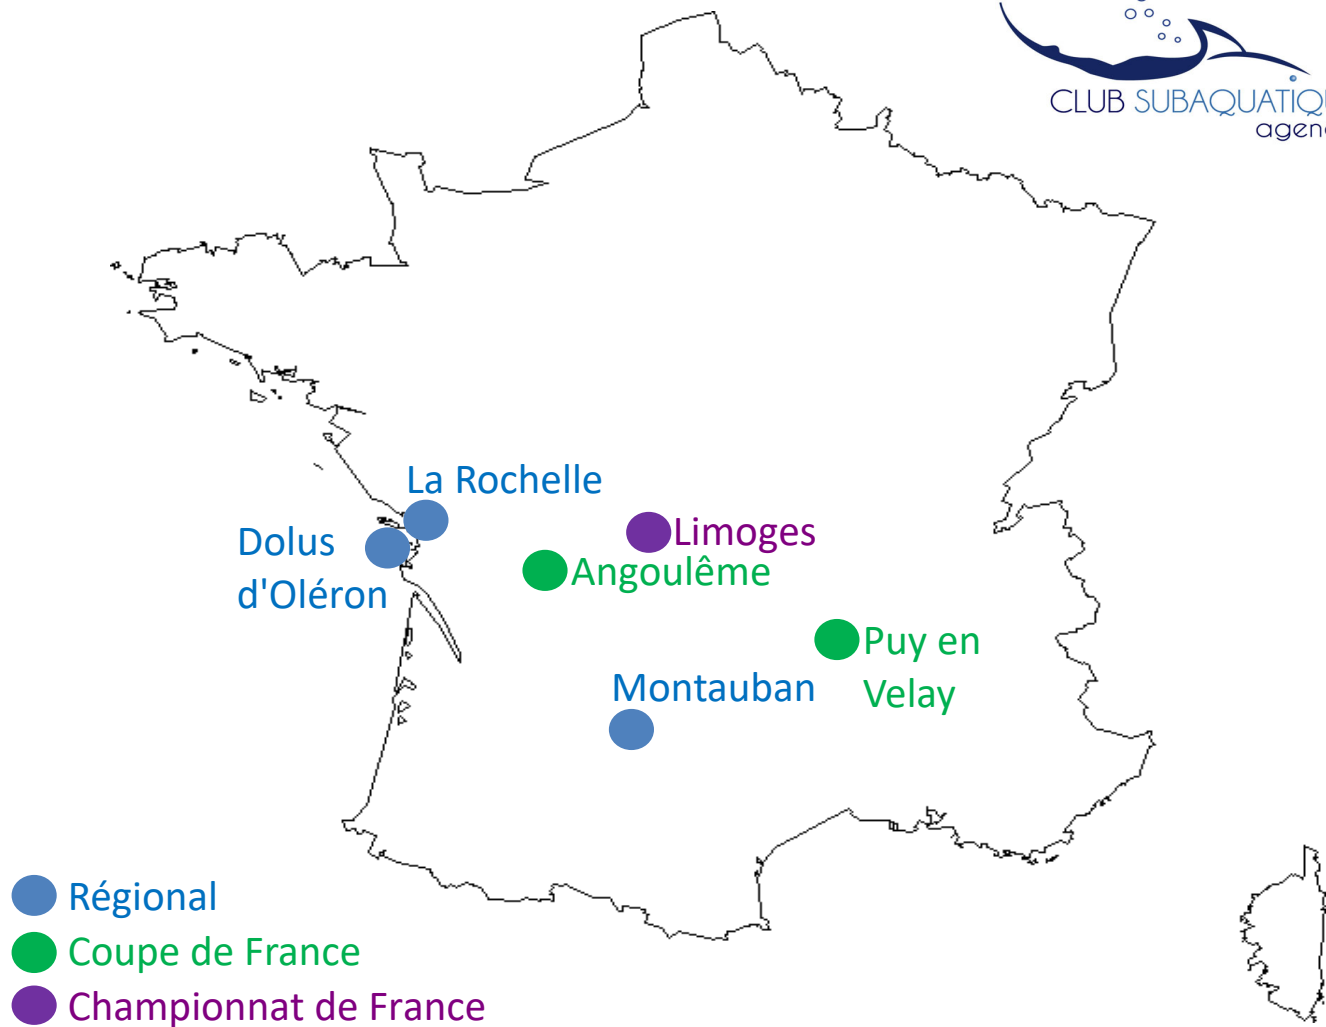 CLUB SUBAQUATIQU
agen
La Rochelle
Dolus
d'Oléron
Limoges
Angoulême
Puy en
Velay
Montauban
Régional
Coupe de France
Championnat de France